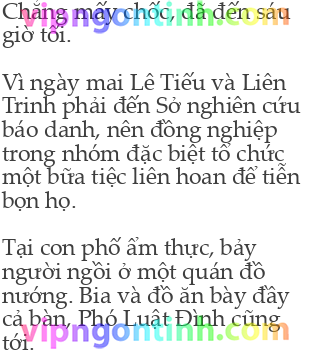 Chẳng mấy chốc, đã đến sáu
giờ tối.
Vì ngày mai Lê Tiếu và Liên
Trinh phải đến Sở nghiên cứu
báo danh, nên đồng nghiệp
trong nhóm đặc biệt tổ chức
một bữa tiệc liên hoan để tiễn
bọn họ.
Tại con phố ẩm thực, bảy
người ngồi ở một quán đồ
nướng. Bia và đồ ăn bày đầy
cả bàn, Phó Luật Đình cũng
tới.
vipngontinh.com
vipngontinh.com